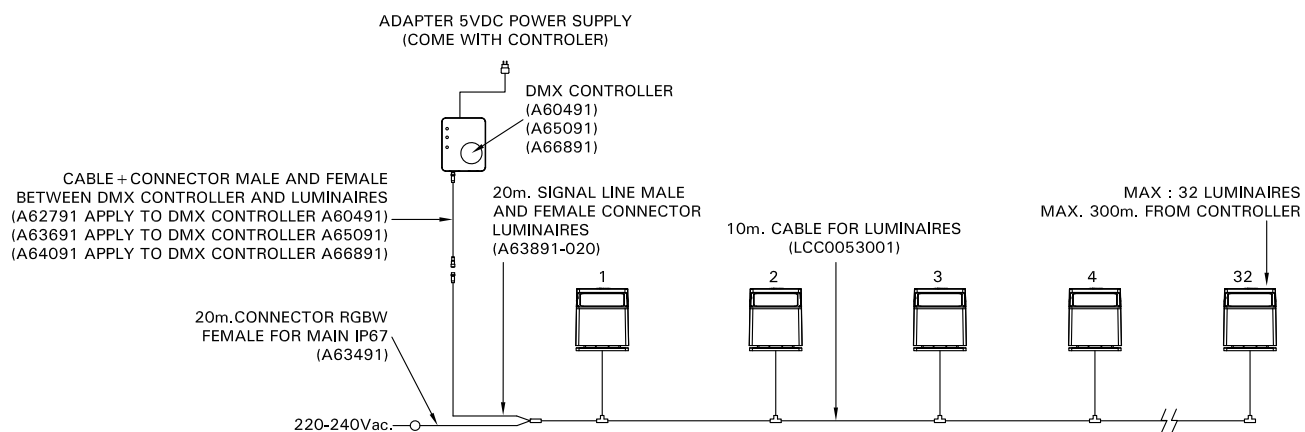 ADAPTER 5VDC POWER SUPPLY
(COME WITH CONTROLER)
DMX CONTROLLER
(A60491)
(A65091)
(A66891)
CABLE+CONNECTOR MALE AND FEMALE
BETWEEN DMX CONTROLLER AND LUMINAIRES
(A62791 APPLY TO DMX CONTROLLER A60491)
(A63691 APPLY TO DMX CONTROLLER A65091)
(A64091 APPLY TO DMX CONTROLLER A66891)
20m. SIGNAL LINE MALE
AND FEMALE CONNECTOR
LUMINAIRES
(A63891-020)
10m. CABLE FOR LUMINAIRES
(LCC0053001)
MAX : 32 LUMINAIRES
MAX. 300m. FROM CONTROLLER
1
2
3
4
32
20m.CONNECTOR RGBW
FEMALE FOR MAIN IP67
(A63491)
220-240Vac.